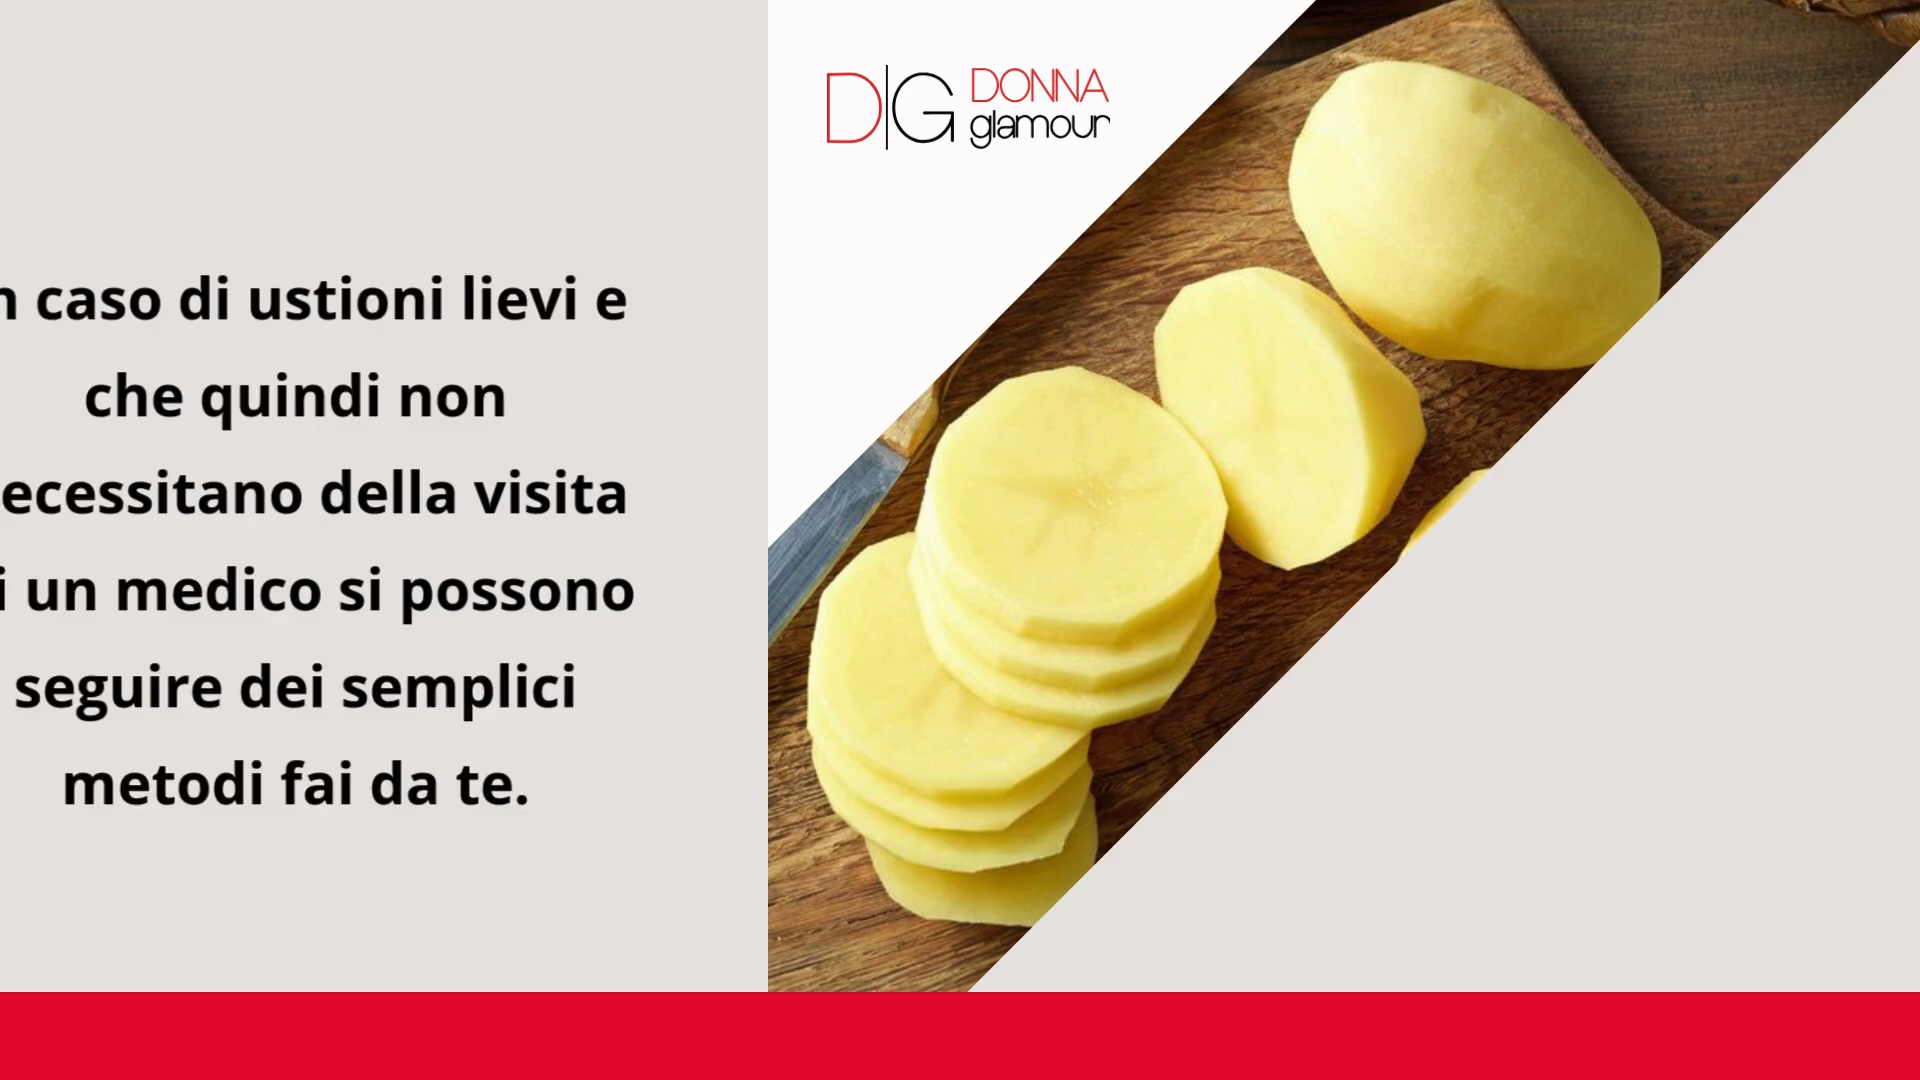 n caso di ustioni lievi e
che quindi non
ecessitano della visita
i un medico si possono
seguire dei semplici
metodi fai da te.
D|G DONNA
glamour